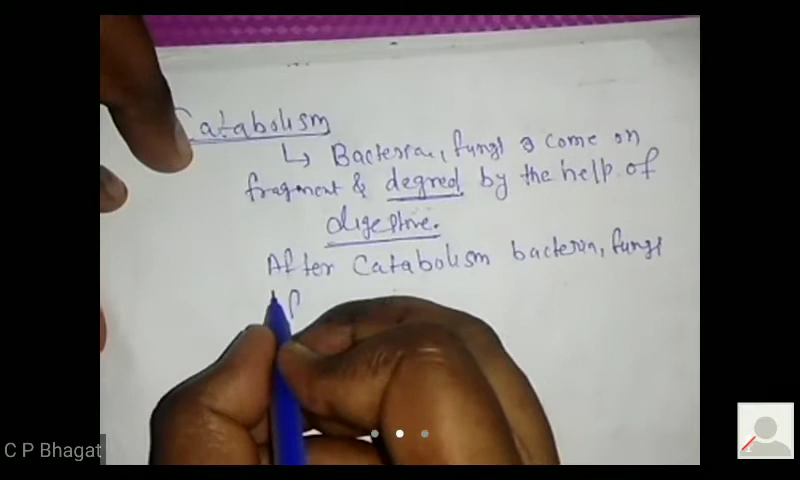 Catabolism
↳ Bacteria, fungi & come on
fragment & degred by the help of
digestive.
After Catabolism bacteria, fungi
C P Bhagat